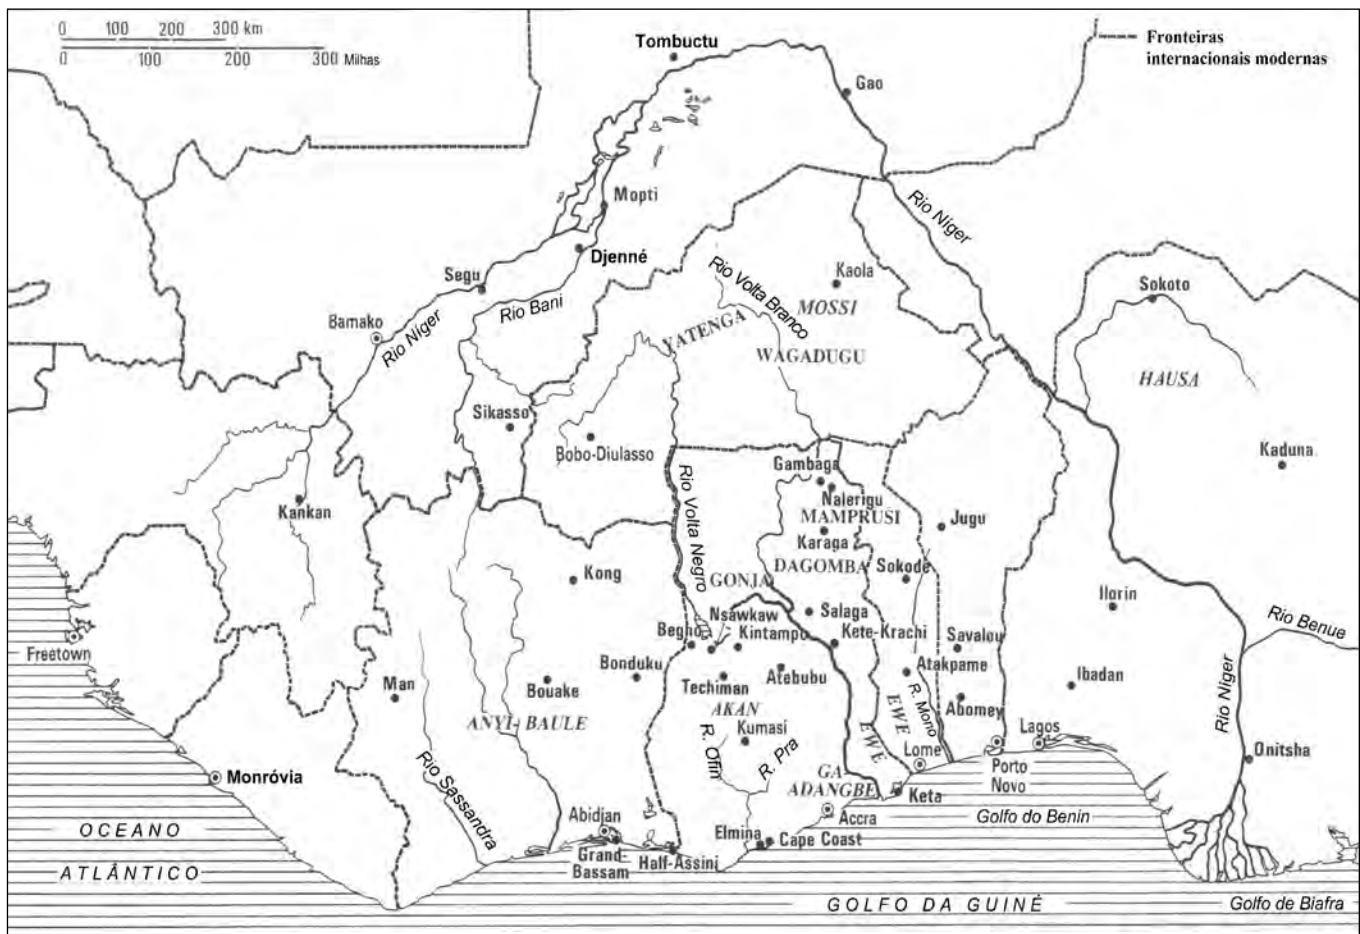 0 100 200 300 km
0 100 200 300 Milhas
Fronteiras
internacionais modernas
Tombuctu
Gao
Mopti
Rio Níger
Djenné
Segu
Rio Bani
Rio Volta Branco
Kaola
MOSSI
Sokoto
Bamako
Rio Níger
YATENGA
WAGADUGU
HAUSA
Sikasso
Bobo-Diulasso
Kaduna
Gambaga
Nalerigu
MAMPRUSI
Kankan
Rio Volta Negro
Karaga
Jugu
DAGOMBA
Kong
GONJA
Sokodé
Salaga
Ilorin
Nsawkaw
Begho
Kintampo
Kete-Krachi
Savalou
Rio Benue
Freetown
Bonduku
Atakpame
Man
Bouake
Techiman
Atebubu
Ibadan
ANYI-BAULE
AKAN
EWE
R. Mono
Abomey
Rio Níger
Kumasi
EWE
Lagos
R. Ofin
R. Pra
Lome
Onitsha
Monróvia
Rio Sassandra
GA-
ADANGBE
Porto
Novo
Keta
OCEANO
ATLÂNTICO
Abidjan
Accra
Golfo do Benin
Elmina
Cape Coast
Grand-
Bassam
Half-Assini
GOLFO DA GUINÉ
Golfo de Biafra